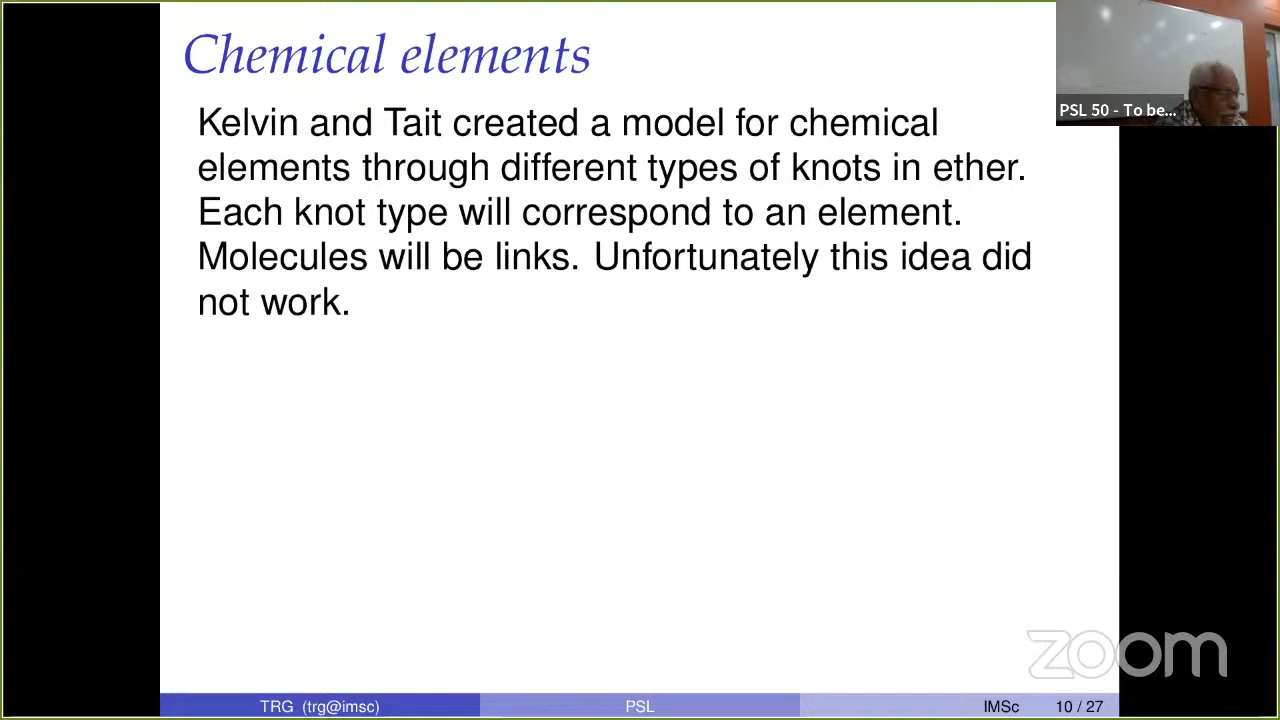 Chemical elements
Kelvin and Tait created a model for chemical
elements through different types of knots in ether.
Each knot type will correspond to an element.
Molecules will be links. Unfortunately this idea did
not work.
PSL 50 - To be...
zoom
TRG (trg@imsc)
PSL
IMSc
10 / 27